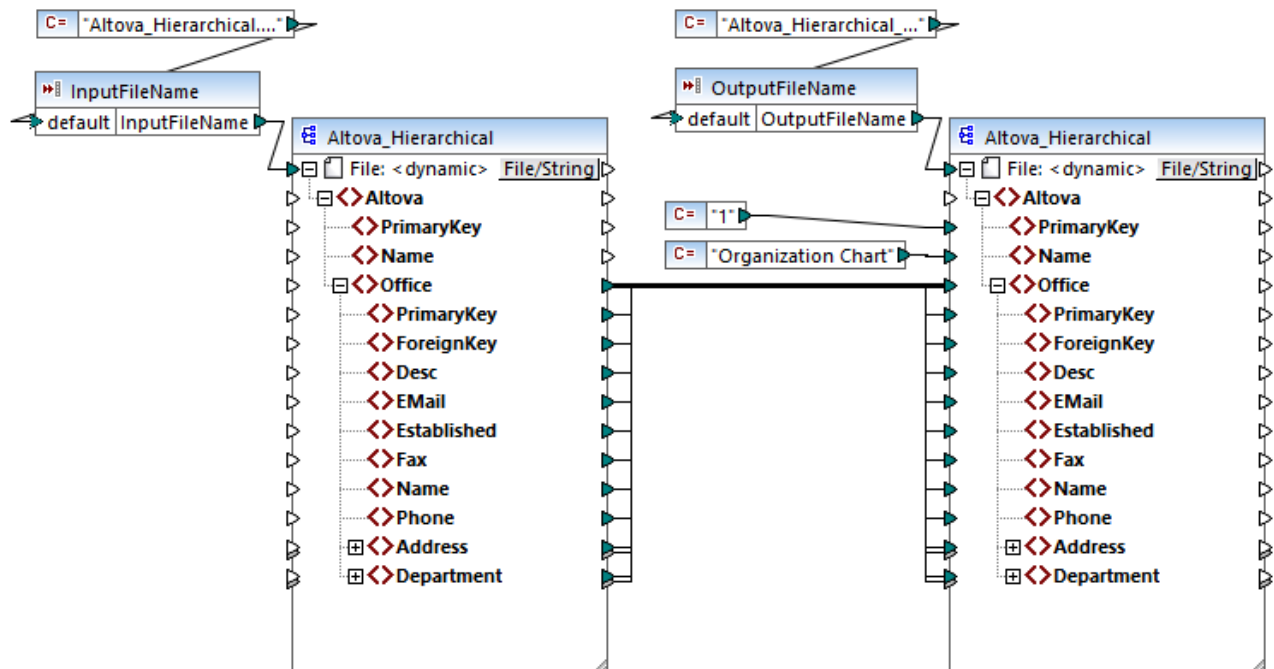 C= "Altova_Hierarchical...."
C= "Altova_Hierarchical_..."
InputFileName
default InputFileName
OutputFileName
default OutputFileName
Altova_Hierarchical
File: <dynamic> File/String
Altova
PrimaryKey
Name
Office
PrimaryKey
ForeignKey
Desc
EMail
Established
Fax
Name
Phone
Address
Department
C= "1"
C= "Organization Chart"
Altova_Hierarchical
File: <dynamic> File/String
Altova
PrimaryKey
Name
Office
PrimaryKey
ForeignKey
Desc
EMail
Established
Fax
Name
Phone
Address
Department